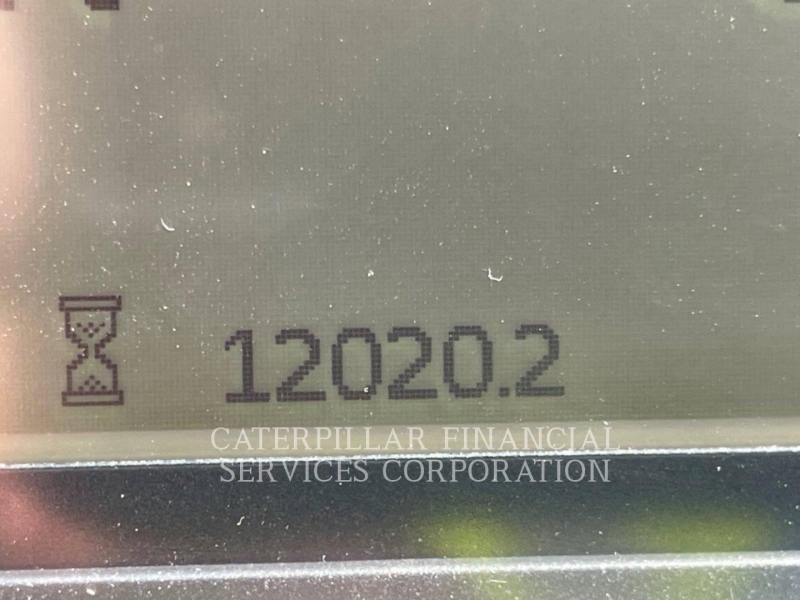 12020.2
CATERPILLAR FINANCIAL
SERVICES CORPORATION